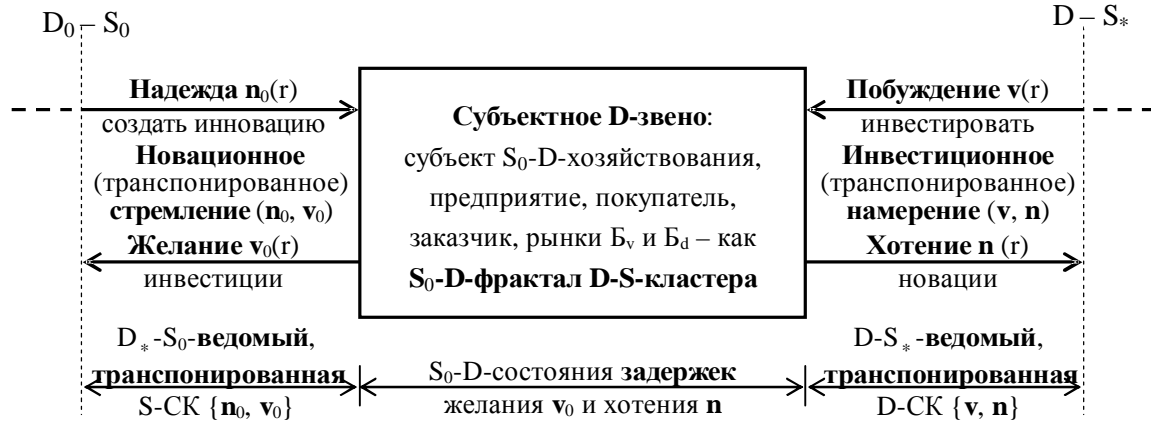 D₀ – S₀
D – S*
Надежда n₀(r)
создать инновацию
Новационное
(транспонированное)
стремление (n₀, v₀)
Желание v₀(r)
инвестиции
Субъектное D-звено:
субъект S₀-D-хозяйствования,
предприятие, покупатель,
заказчик, рынки Бᵥ и Б_d – как
S₀-D-фрактал D-S-кластера
Побуждение v(r)
инвестировать
Инвестиционное
(транспонированное)
намерение (v, n)
Хотение n (r)
новации
D*-S₀-ведомый,
транспонированная
S-СК {n₀, v₀}
S₀-D-состояния задержек
желания v₀ и хотения n
D-S*-ведомый,
транспонированная
D-СК {v, n}